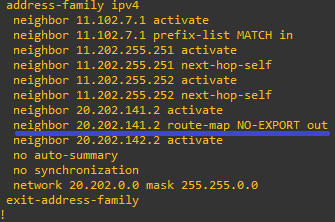 address-family ipv4
neighbor 11.102.7.1 activate
neighbor 11.102.7.1 prefix-list MATCH in
neighbor 11.202.255.251 activate
neighbor 11.202.255.251 next-hop-self
neighbor 11.202.255.252 activate
neighbor 11.202.255.252 next-hop-self
neighbor 20.202.141.2 activate
neighbor 20.202.141.2 route-map NO-EXPORT out
neighbor 20.202.142.2 activate
no auto-summary
no synchronization
network 20.202.0.0 mask 255.255.0.0
exit-address-family
!